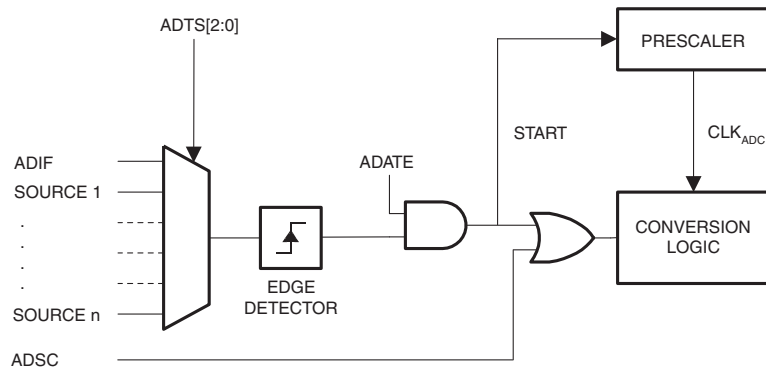 ADTS[2:0]
PRESCALER
START
CLKADC
ADIF
SOURCE 1
.
.
.
.
SOURCE n
ADSC
ADATE
EDGE
DETECTOR
CONVERSION
LOGIC